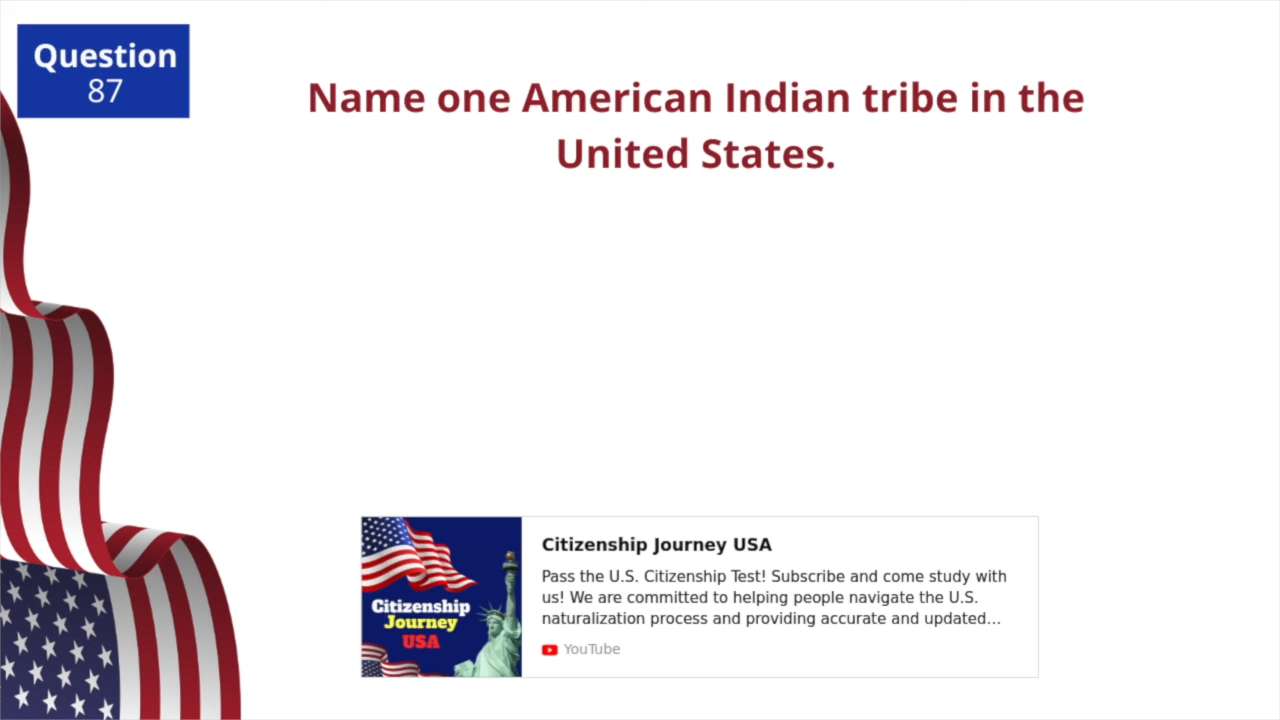 Question
87
Name one American Indian tribe in the
United States.
Citizenship
Journey
USA
Citizenship Journey USA
Pass the U.S. Citizenship Test! Subscribe and come study with
us! We are committed to helping people navigate the U.S.
naturalization process and providing accurate and updated...
YouTube